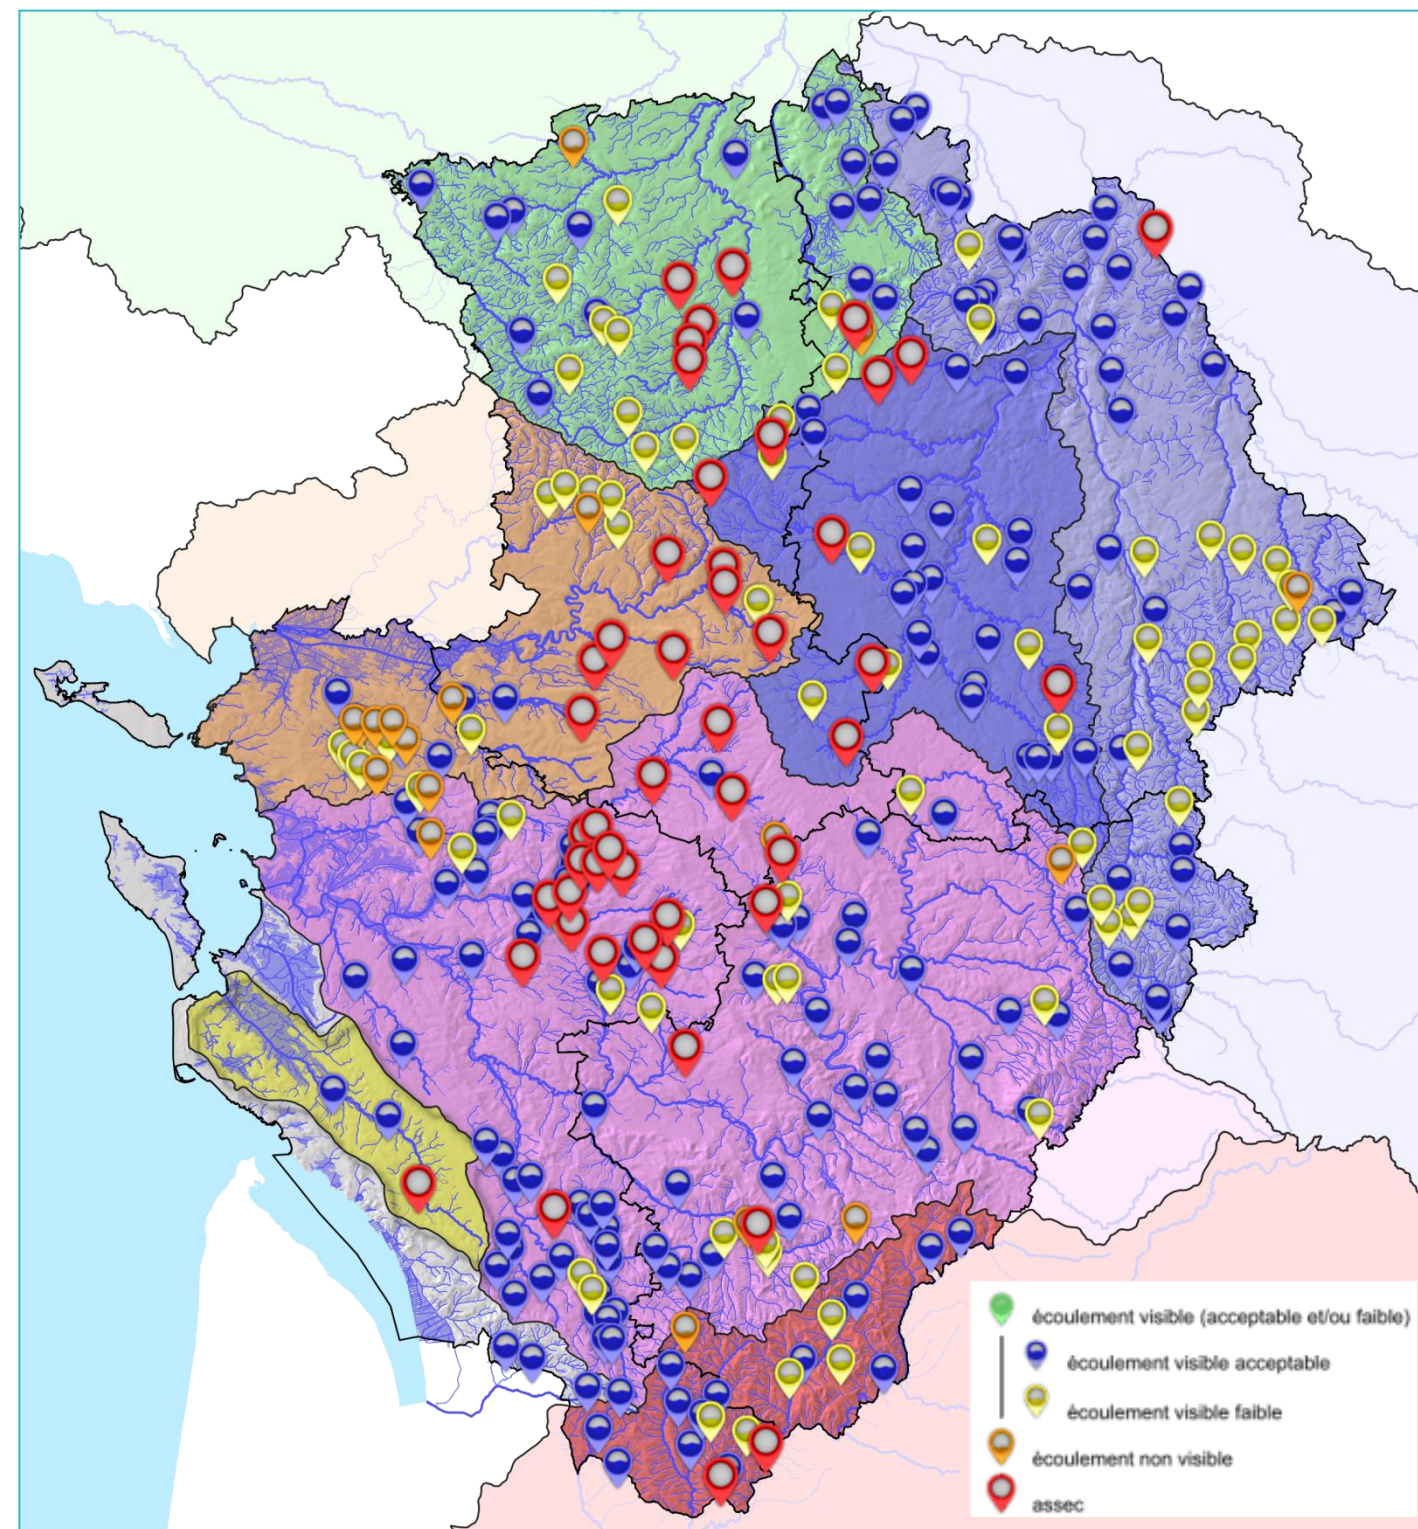 écoulement visible (acceptable et/ou faible)
écoulement visible acceptable
écoulement visible faible
écoulement non visible
assec